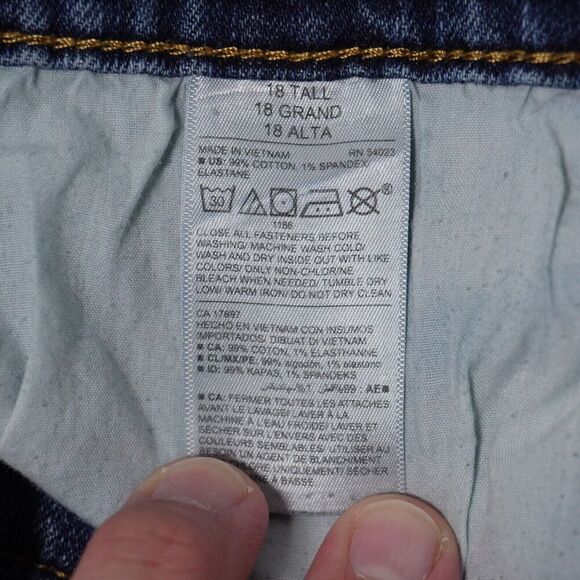 18 TALL
18 GRAND
18 ALTA
MADE IN VIETNAM RN 54023
■ US: 99% COTTON, 1% SPANDEX
ELASTANE
30 ®
1286
CLOSE ALL FASTENERS BEFORE
WASHING/ MACHINE WASH COLD/
WASH AND DRY INSIDE OUT WITH LIKE
COLORS/ ONLY NON-CHLORINE
BLEACH WHEN NEEDED/ TUMBLE DRY
LOW/ WARM IRON/ DO NOT DRY CLEAN
CA 17897
HECHO EN VIETNAM CON INSUMOS
IMPORTADOS/ DIBUAT DI VIETNAM
■ CA: 99% COTTON, 1% ELASTHANNE
■ CL/MX/PE: 99% algodón, 1% elastano
■ ID: 99% KAPAS, 1% SPANDEKS
■ AE
■ CA: FERMER TOUTES LES ATTACHES
AVANT LE LAVAGE/ LAVER À LA
MACHINE À L'EAU FROIDE/ LAVER ET
SÉCHER SUR L'ENVERS AVEC DES
COULEURS SEMBLABLES/ UTILISER AU
BESOIN UN AGENT DE BLANCHIMENT
UNIQUEMENT/ SÉCHER
À BASSE